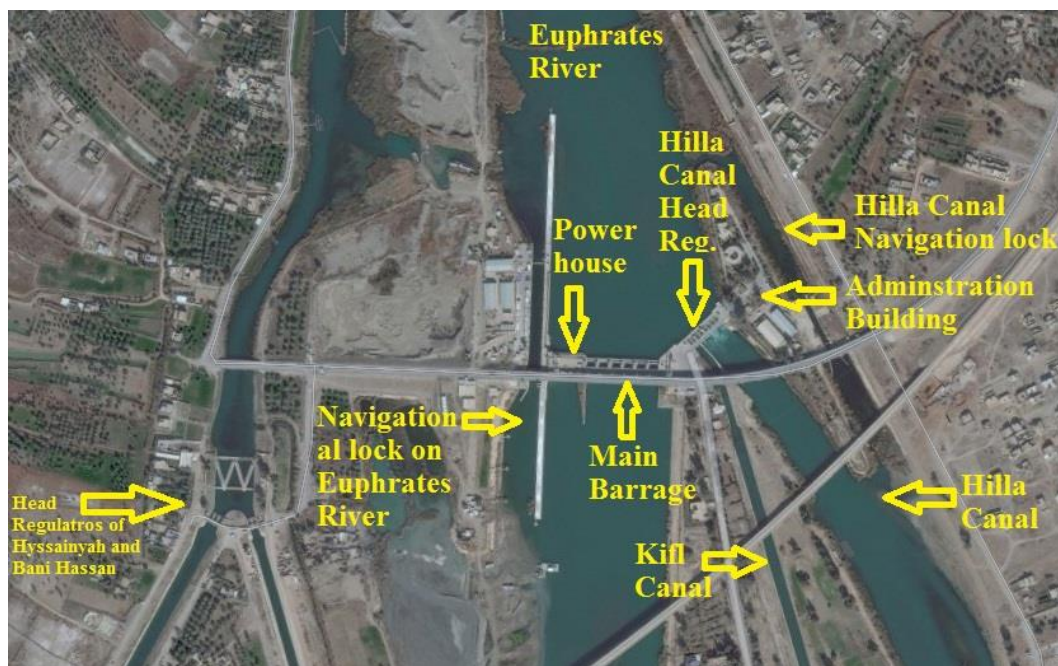 Euphrates
River
Hilla
Canal
Head
Reg.
Power
house
Hilla Canal
Navigation lock
Adminstration
Building
Navigation
al lock on
Euphrates
River
Main
Barrage
Head
Regulatros of
Hyssainyah and
Bani Hassan
Hilla
Canal
Kifl
Canal